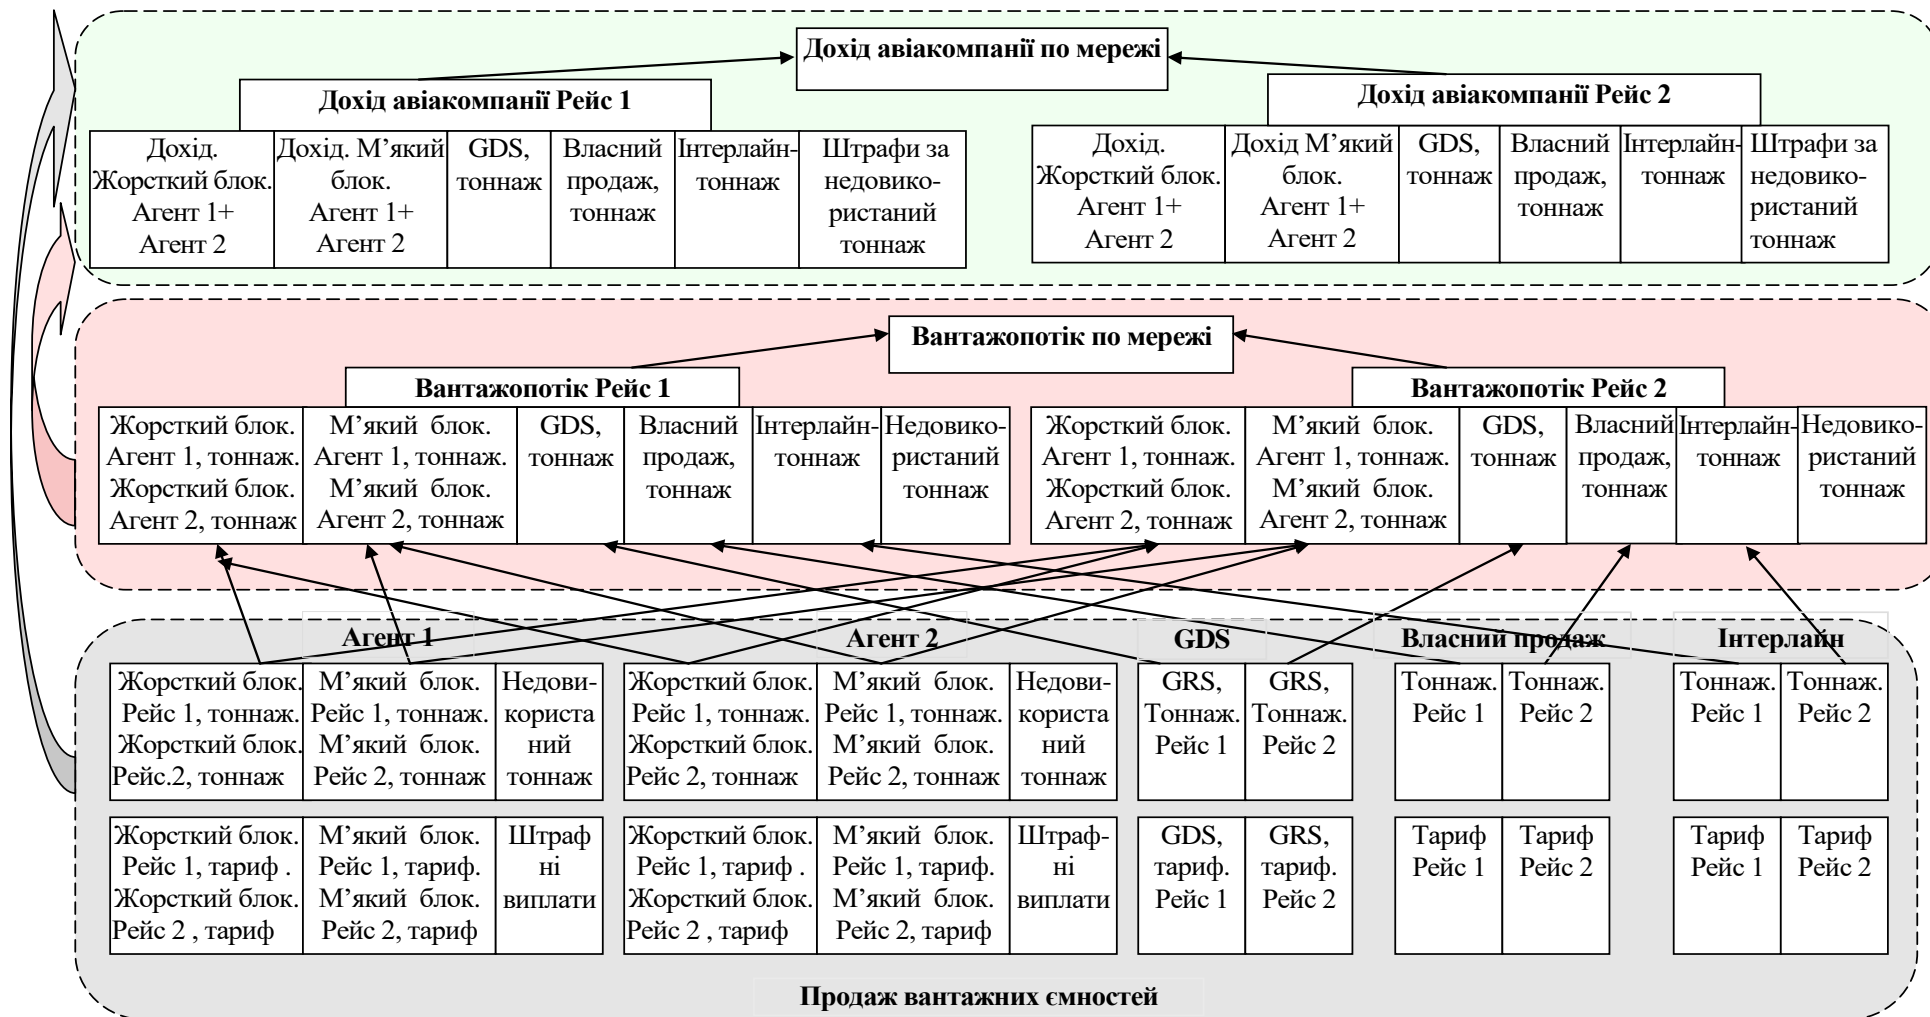 Дохід авіакомпанії по мережі
Дохід авіакомпанії Рейс 1
Дохід.
Жорсткий блок.
Агент 1+
Агент 2
Дохід. М’який
блок.
Агент 1+
Агент 2
GDS,
тоннаж
Власний
продаж,
тоннаж
Інтерлайн-
тоннаж
Штрафи за
недовико-
ристаний
тоннаж
Дохід авіакомпанії Рейс 2
Дохід.
Жорсткий блок.
Агент 1+
Агент 2
Дохід М’який
блок.
Агент 1+
Агент 2
GDS,
тоннаж
Власний
продаж,
тоннаж
Інтерлайн-
тоннаж
Штрафи за
недовико-
ристаний
тоннаж
Вантажопотік по мережі
Вантажопотік Рейс 1
Жорсткий блок.
Агент 1, тоннаж.
Жорсткий блок.
Агент 2, тоннаж
М’який блок.
Агент 1, тоннаж.
М’який блок.
Агент 2, тоннаж
GDS,
тоннаж
Власний
продаж,
тоннаж
Інтерлайн-
тоннаж
Недовико-
ристаний
тоннаж
Вантажопотік Рейс 2
Жорсткий блок.
Агент 1, тоннаж.
Жорсткий блок.
Агент 2, тоннаж
М’який блок.
Агент 1, тоннаж.
М’який блок.
Агент 2, тоннаж
GDS,
тоннаж
Власний
продаж,
тоннаж
Інтерлайн-
тоннаж
Недовико-
ристаний
тоннаж
Агент 1
Жорсткий блок.
Рейс 1, тоннаж.
Жорсткий блок.
Рейс.2, тоннаж
М’який блок.
Рейс 1, тоннаж.
М’який блок.
Рейс 2, тоннаж
Недови-
користа
ний
тоннаж
Агент 2
Жорсткий блок.
Рейс 1, тоннаж.
Жорсткий блок.
Рейс 2, тоннаж
М’який блок.
Рейс 1, тоннаж.
М’який блок.
Рейс 2, тоннаж
Недови-
користа
ний
тоннаж
GDS
GRS,
Тоннаж.
Рейс 1
GRS,
Тоннаж.
Рейс 2
Власний продаж
Тоннаж.
Рейс 1
Тоннаж.
Рейс 2
Інтерлайн
Тоннаж.
Рейс 1
Тоннаж.
Рейс 2
Жорсткий блок.
Рейс 1, тариф .
Жорсткий блок.
Рейс 2 , тариф
М’який блок.
Рейс 1, тариф.
М’який блок.
Рейс 2, тариф
Штраф
ні
виплати
Жорсткий блок.
Рейс 1, тариф .
Жорсткий блок.
Рейс 2 , тариф
М’який блок.
Рейс 1, тариф.
М’який блок.
Рейс 2, тариф
Штраф-
ні
виплати
GDS,
тариф.
Рейс 1
GRS,
тариф.
Рейс 2
Тариф
Рейс 1
Тариф
Рейс 2
Тариф
Рейс 1
Тариф
Рейс 2
Продаж вантажних ємностей